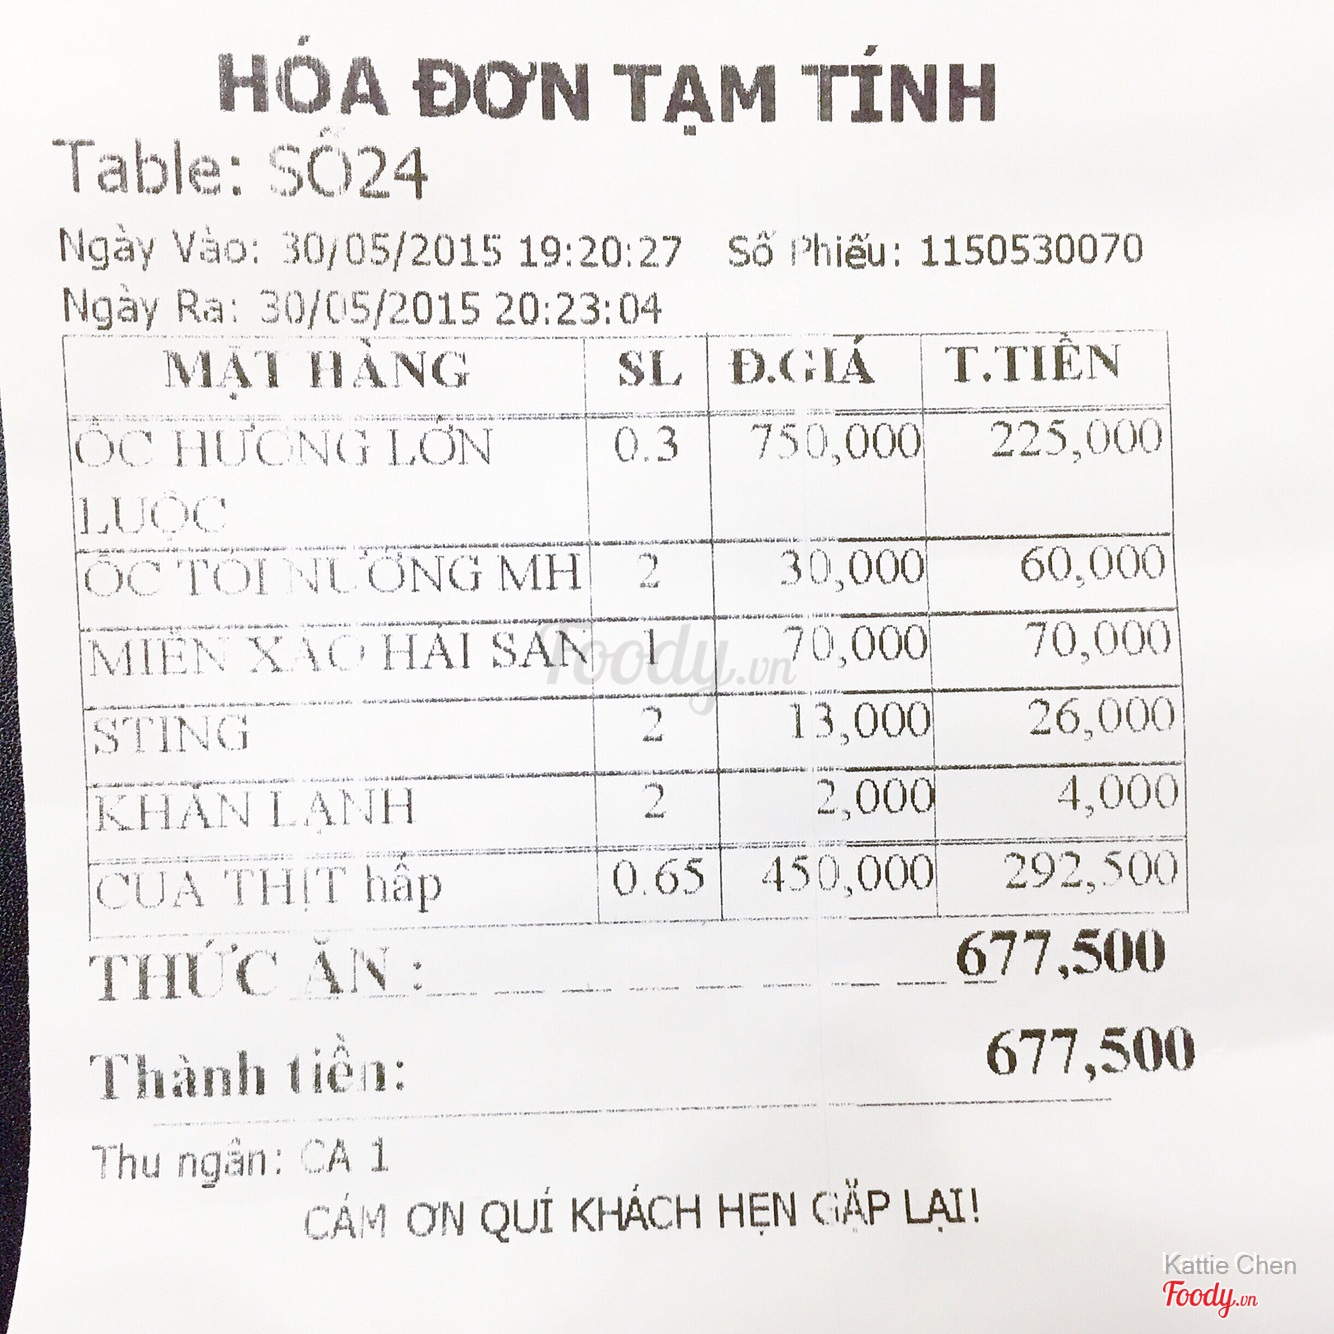 HÓA ĐƠN TẠM TÍNH
Table: SỐ24
Ngày Vào: 30/05/2015 19:20:27 Số Phiếu: 1150530070
Ngày Ra: 30/05/2015 20:23:04
MẶT HÀNG SL Đ.GIÁ T.TIỀN
ỐC HƯƠNG LỚN 0.3 750,000 225,000
LUỘC
ỐC TỎI NƯỚNG MH 2 30,000 60,000
MIẾN XÀO HẢI SẢN 1 70,000 70,000
STING 2 13,000 26,000
KHĂN LẠNH 2 2,000 4,000
CUA THỊT hấp 0.65 450,000 292,500
THỨC ĂN : 677,500
Thành tiền: 677,500
Thu ngân: CA 1
CÁM ƠN QUÍ KHÁCH HẸN GẶP LẠI!
Foody.vn
Kattie Chen
Foody.vn